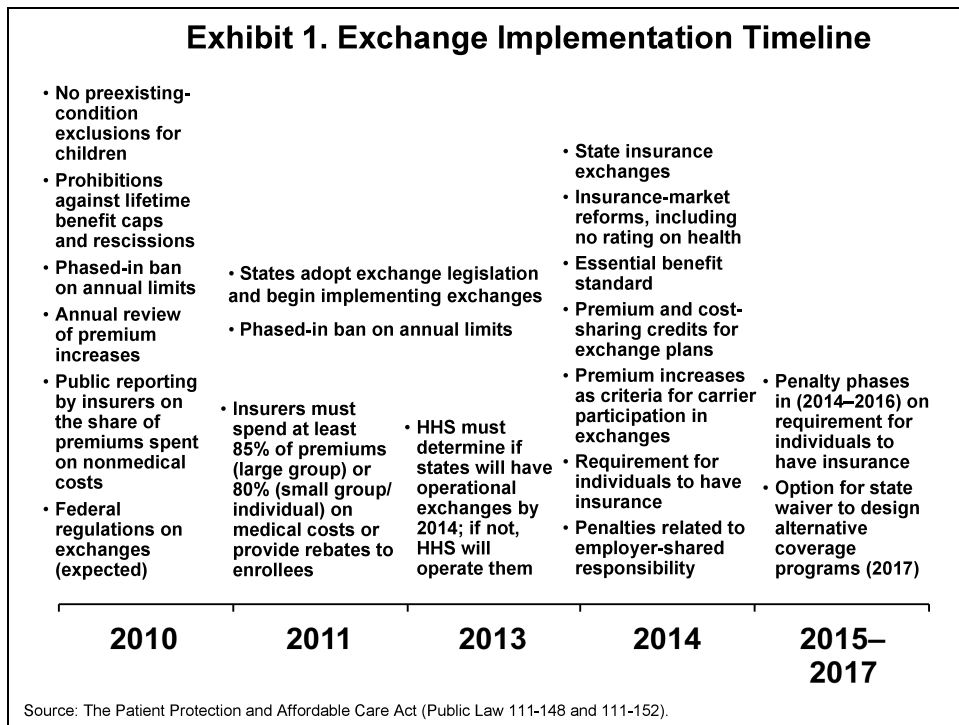 Exhibit 1. Exchange Implementation Timeline
• No preexisting-
condition
exclusions for
children
• Prohibitions
against lifetime
benefit caps
and rescissions
• Phased-in ban
on annual limits
• Annual review
of premium
increases
• Public reporting
by insurers on
the share of
premiums spent
on nonmedical
costs
• Federal
regulations on
exchanges
(expected)
• States adopt exchange legislation
and begin implementing exchanges
• Phased-in ban on annual limits
• Insurers must
spend at least
85% of premiums
(large group) or
80% (small group/
individual) on
medical costs or
provide rebates to
enrollees
• HHS must
determine if
states will have
operational
exchanges by
2014; if not,
HHS will
operate them
• State insurance
exchanges
• Insurance-market
reforms, including
no rating on health
• Essential benefit
standard
• Premium and cost-
sharing credits for
exchange plans
• Premium increases
as criteria for carrier
participation in
exchanges
• Requirement for
individuals to have
insurance
• Penalties related to
employer-shared
responsibility
• Penalty phases
in (2014–2016) on
requirement for
individuals to
have insurance
• Option for state
waiver to design
alternative
coverage
programs (2017)
2010
2011
2013
2014
2015–
2017
Source: The Patient Protection and Affordable Care Act (Public Law 111-148 and 111-152).